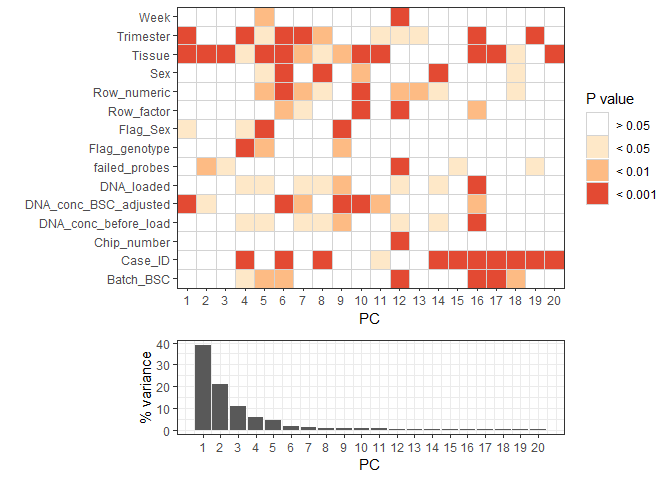 Week
Trimester
Tissue
Sex
Row_numeric
Row_factor
Flag_Sex
Flag_genotype
failed_probes
DNA_loaded
DNA_conc_BSC_adjusted
DNA_conc_before_load
Chip_number
Case_ID
Batch_BSC
1 2 3 4 5 6 7 8 9 10 11 12 13 14 15 16 17 18 19 20
PC
P value
> 0.05
< 0.05
< 0.01
< 0.001
% variance
40
30
20
10
0
1 2 3 4 5 6 7 8 9 10 11 12 13 14 15 16 17 18 19 20
PC